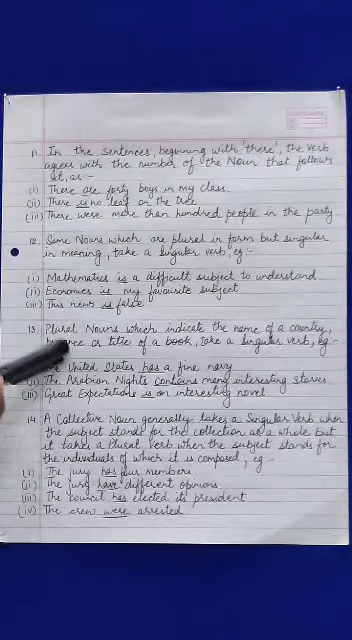 11. In the sentences, beginning with 'there', the verb
agrees with the number of the Noun that follows
it, as :-
(i) There are forty boys in my class.
(ii) There is no leaf on the tree.
(iii) There were more than hundred people in the party.
12. Some Nouns which are plural in form but singular
in meaning, take a singular verb, eg:-
(i) Mathematics is a difficult subject to understand
(ii) Economics is my favourite subject
(iii) This news is false.
13. Plural Nouns which indicate the name of a country,
or title of a book, take a singular verb, eg:-
United States has a fine navy
(ii) The Arabian Nights contains many interesting stories
(iii) Great Expectations is an interesting novel
14. A Collective Noun generally takes a Singular Verb when
the subject stands for the collection as a whole but
it takes a Plural Verb when the subject stands for
the individuals of which it is composed, eg -
(i) The jury has four members
(ii) The jury have different opinions
(iii) The council has elected its president
(iv) The crew were arrested